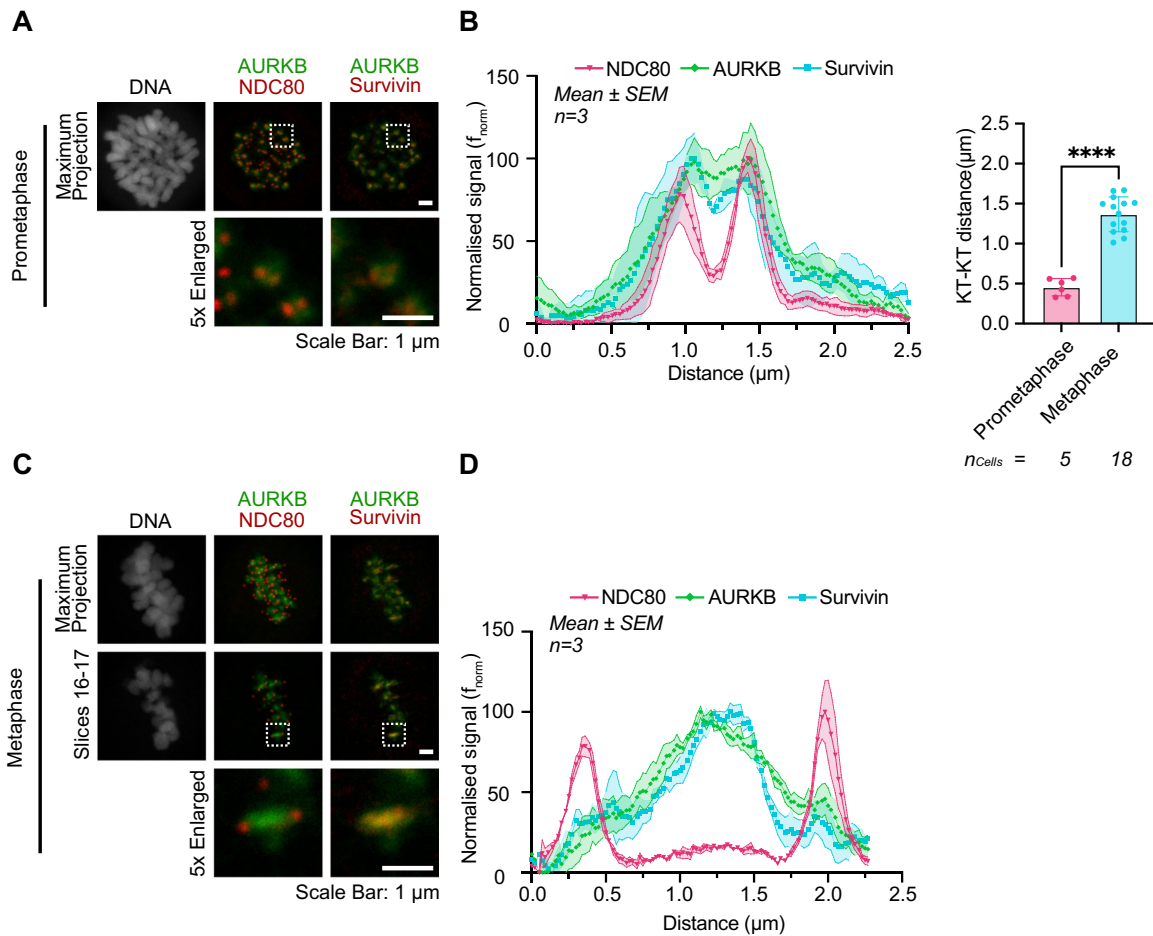 A
DNA
AURKB
NDC80
AURKB
Survivin
Prometaphase
Maximum
Projection
5x Enlarged
Scale Bar: 1 µm
B
NDC80 AURKB Survivin
Mean ± SEM
n=3
Normalised signal (fnorm)
150
100
50
0
0.0 0.5 1.0 1.5 2.0 2.5
Distance (µm)
KT-KT distance(µm)
2.5
2.0
1.5
1.0
0.5
0.0
****
Prometaphase
Metaphase
nCells = 5 18
C
DNA
AURKB
NDC80
AURKB
Survivin
Metaphase
Maximum
Projection
Slices 16-17
5x Enlarged
Scale Bar: 1 µm
D
NDC80 AURKB Survivin
Mean ± SEM
n=3
Normalised signal (fnorm)
150
100
50
0
0.0 0.5 1.0 1.5 2.0 2.5
Distance (µm)